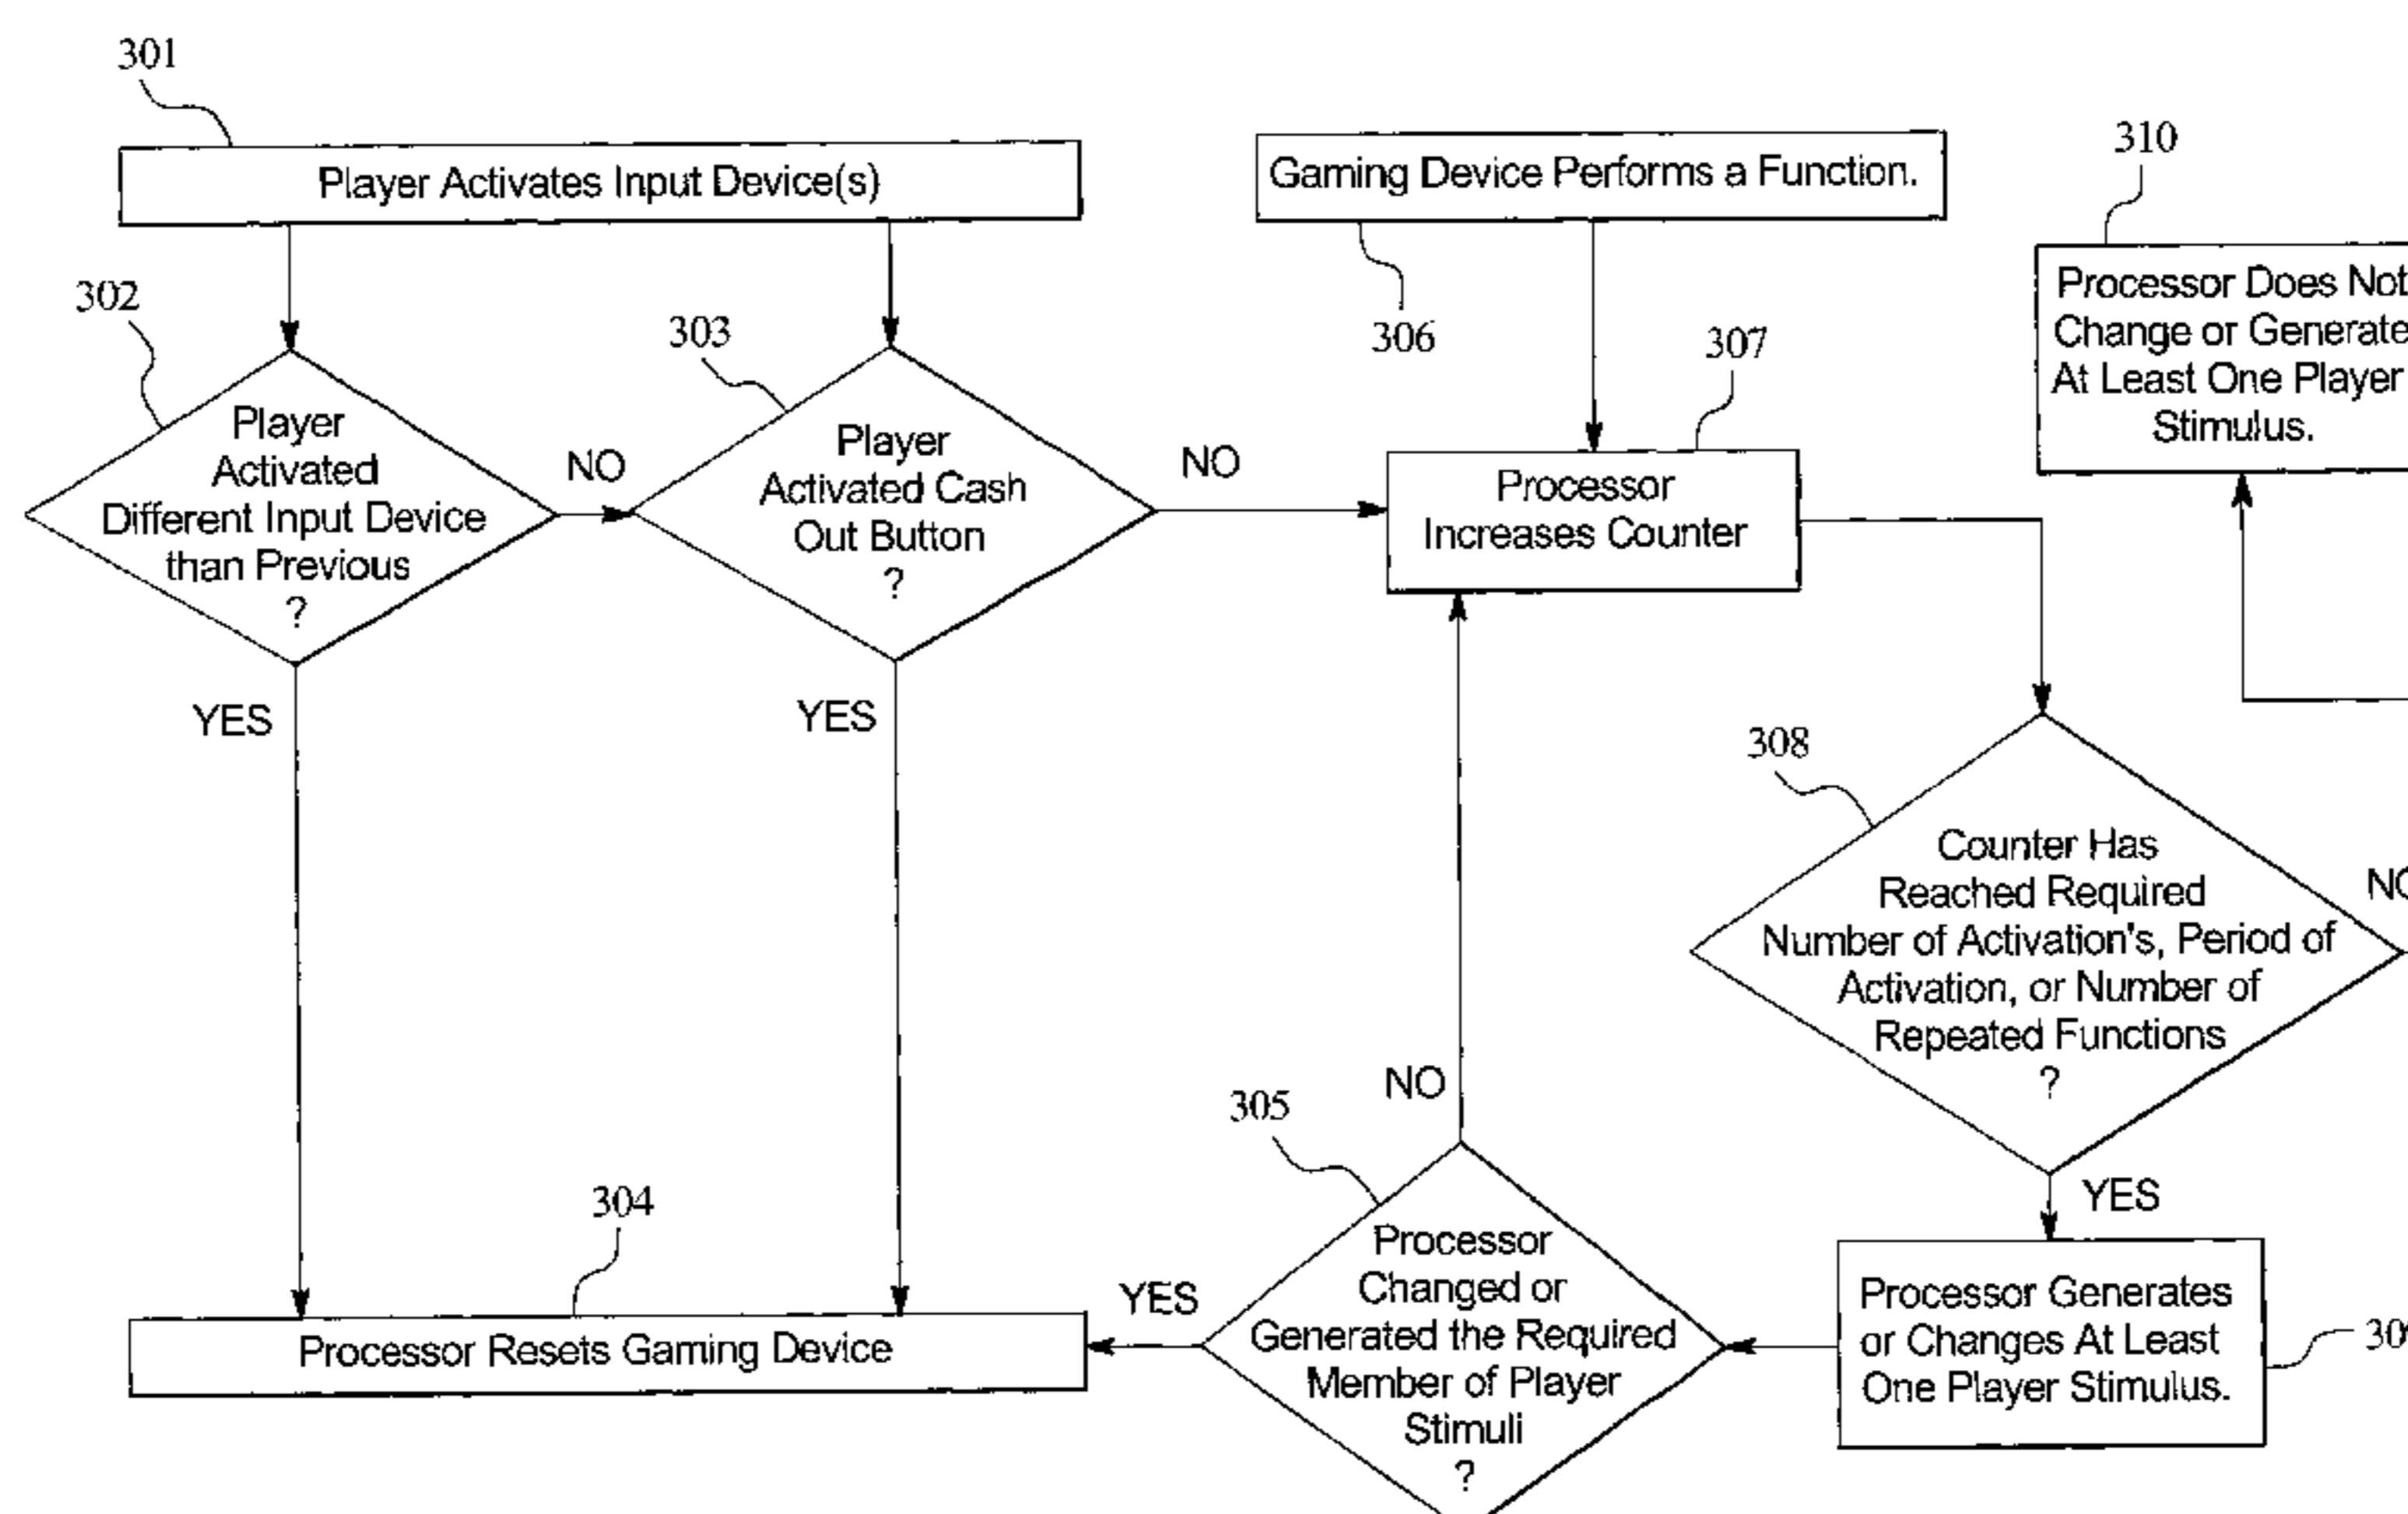 301
Player Activates Input Device(s)
Gaming Device Performs a Function.
306
310
Processor Does Not
Change or Generate
At Least One Player
Stimulus.
302
Player
Activated
Different Input Device
than Previous
?
NO
YES
303
Player
Activated Cash
Out Button
?
NO
YES
307
Processor
Increases Counter
308
Counter Has
Reached Required
Number of Activation's, Period of
Activation, or Number of
Repeated Functions
?
YES
304
Processor Resets Gaming Device
305
Processor
Changed or
Generated the Required
Member of Player
Stimuli
?
NO
YES
Processor Generates
or Changes At Least
One Player Stimulus.